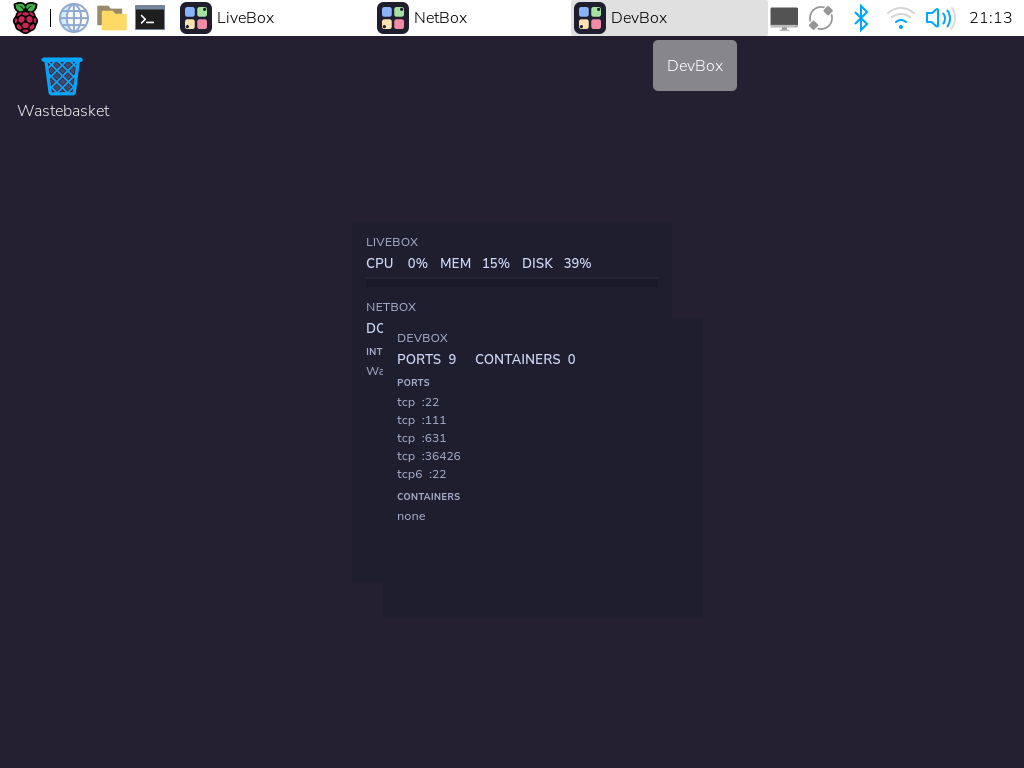 LiveBox
NetBox
DevBox
21:13
DevBox
Wastebasket
LIVEBOX
CPU 0% MEM 15% DISK 39%
NETBOX
DEVBOX
PORTS 9 CONTAINERS 0
PORTS
tcp :22
tcp :111
tcp :631
tcp :36426
tcp6 :22
CONTAINERS
none